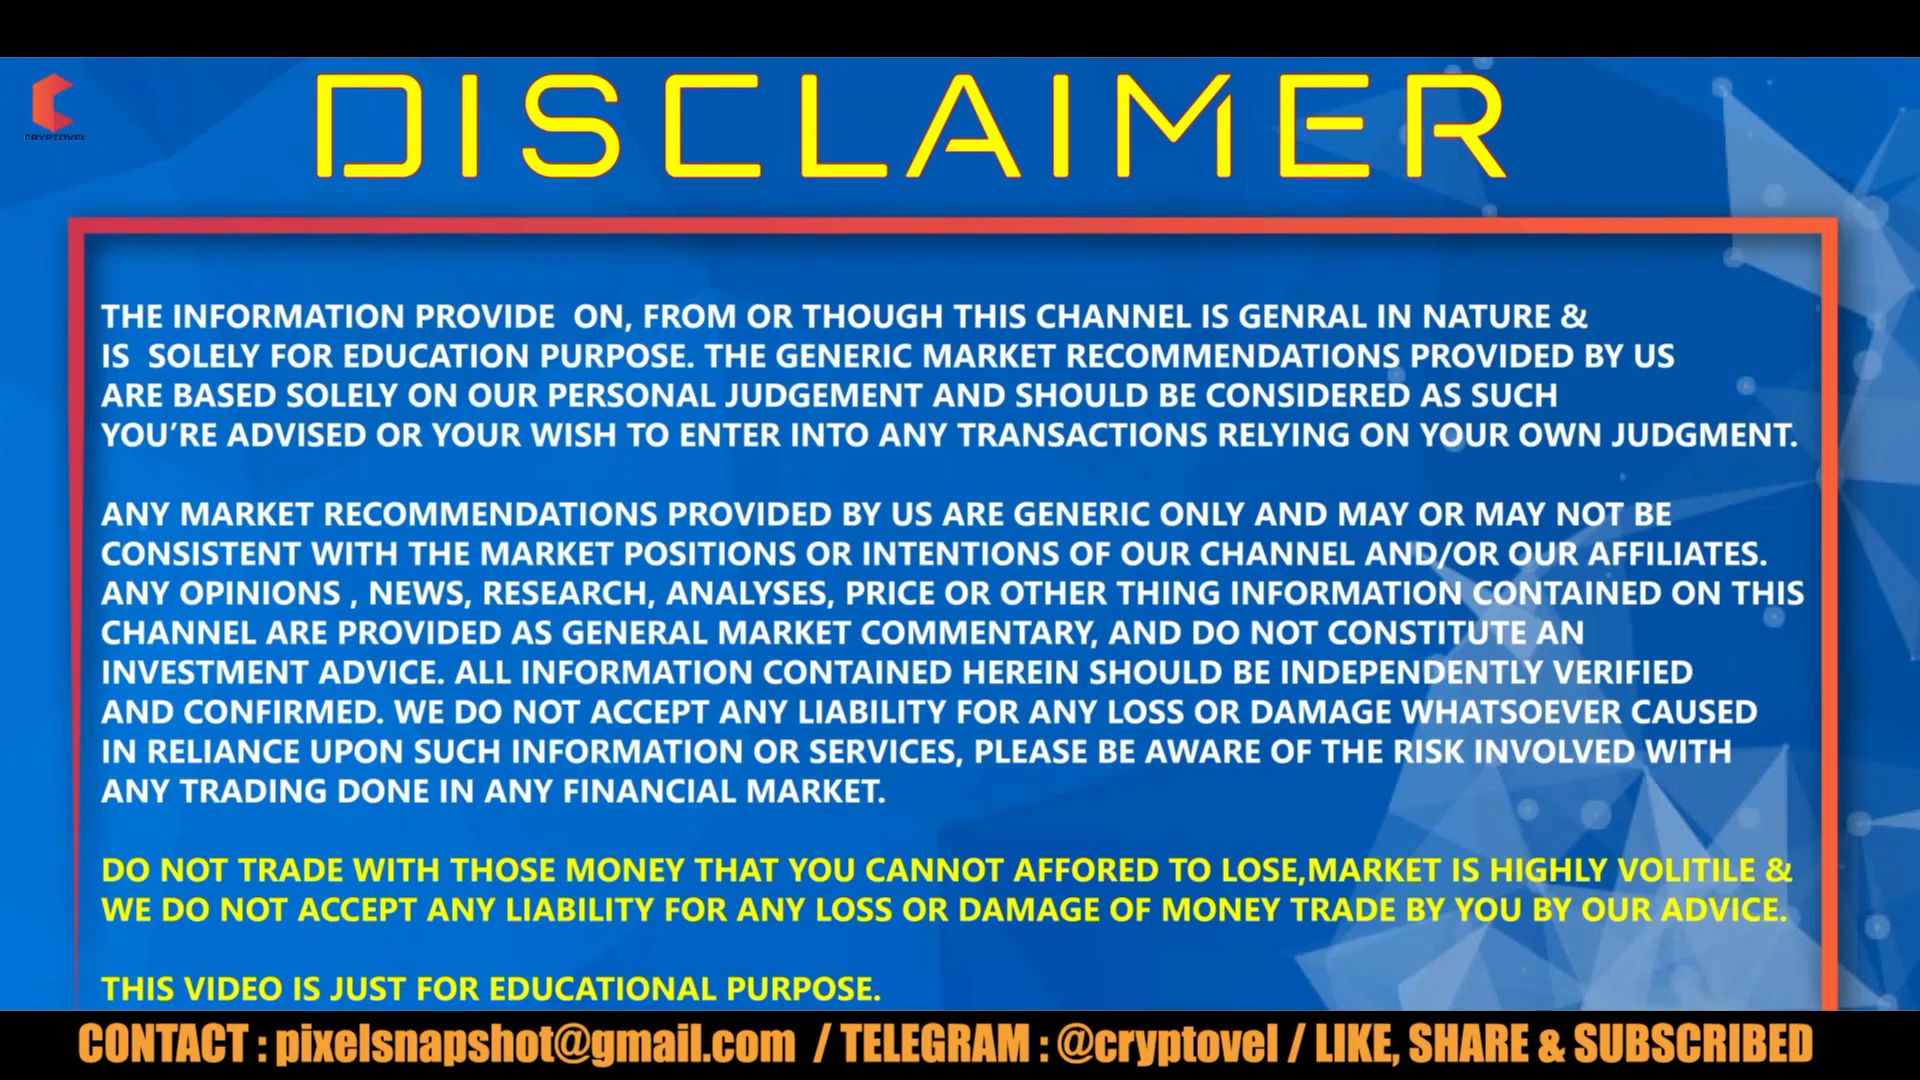 DISCLAIMER
CRYPTOVEL
THE INFORMATION PROVIDE ON, FROM OR THOUGH THIS CHANNEL IS GENRAL IN NATURE &
IS SOLELY FOR EDUCATION PURPOSE. THE GENERIC MARKET RECOMMENDATIONS PROVIDED BY US
ARE BASED SOLELY ON OUR PERSONAL JUDGEMENT AND SHOULD BE CONSIDERED AS SUCH
YOU'RE ADVISED OR YOUR WISH TO ENTER INTO ANY TRANSACTIONS RELYING ON YOUR OWN JUDGMENT.
ANY MARKET RECOMMENDATIONS PROVIDED BY US ARE GENERIC ONLY AND MAY OR MAY NOT BE
CONSISTENT WITH THE MARKET POSITIONS OR INTENTIONS OF OUR CHANNEL AND/OR OUR AFFILIATES.
ANY OPINIONS , NEWS, RESEARCH, ANALYSES, PRICE OR OTHER THING INFORMATION CONTAINED ON THIS
CHANNEL ARE PROVIDED AS GENERAL MARKET COMMENTARY, AND DO NOT CONSTITUTE AN
INVESTMENT ADVICE. ALL INFORMATION CONTAINED HEREIN SHOULD BE INDEPENDENTLY VERIFIED
AND CONFIRMED. WE DO NOT ACCEPT ANY LIABILITY FOR ANY LOSS OR DAMAGE WHATSOEVER CAUSED
IN RELIANCE UPON SUCH INFORMATION OR SERVICES, PLEASE BE AWARE OF THE RISK INVOLVED WITH
ANY TRADING DONE IN ANY FINANCIAL MARKET.
DO NOT TRADE WITH THOSE MONEY THAT YOU CANNOT AFFORED TO LOSE,MARKET IS HIGHLY VOLITILE &
WE DO NOT ACCEPT ANY LIABILITY FOR ANY LOSS OR DAMAGE OF MONEY TRADE BY YOU BY OUR ADVICE.
THIS VIDEO IS JUST FOR EDUCATIONAL PURPOSE.
CONTACT : pixelsnapshot@gmail.com / TELEGRAM : @cryptovel / LIKE, SHARE & SUBSCRIBED